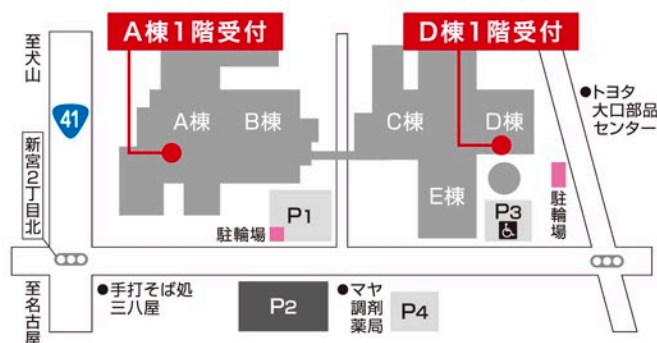 A棟1階受付
D棟1階受付
至犬山
41
新宮2丁目北
至名古屋
A棟
B棟
C棟
D棟
E棟
●トヨタ
大口部品
センター
P1
駐輪場
P3
駐輪場
●手打そば処
三八屋
P2
●マヤ
調剤
薬局
P4